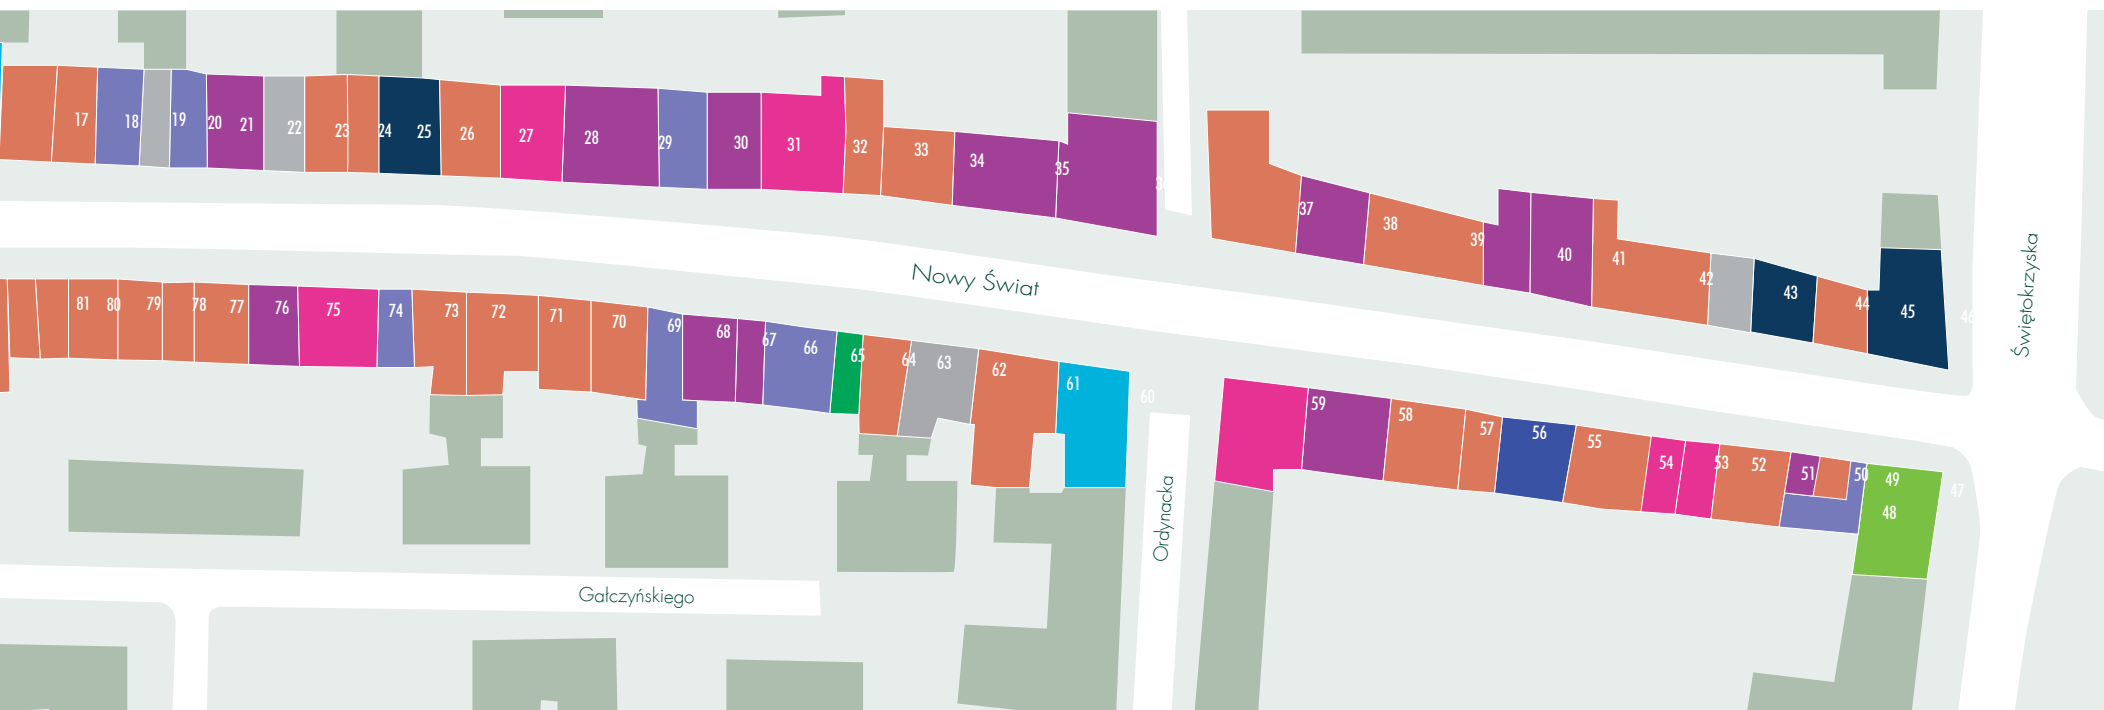 17 18 19 20 21 22 23 24 25 26 27 28 29 30 31 32 33 34 35 36
37 38 39 40 41 42 43 44 45 46
Świętokrzyska
Nowy Świat
81 80 79 78 77 76 75 74 73 72 71 70 69 68 67 66 65 64 63 62 61 60
59 58 57 56 55 54 53 52 51 50 49 48 47
Ordynacka
Gałczyńskiego